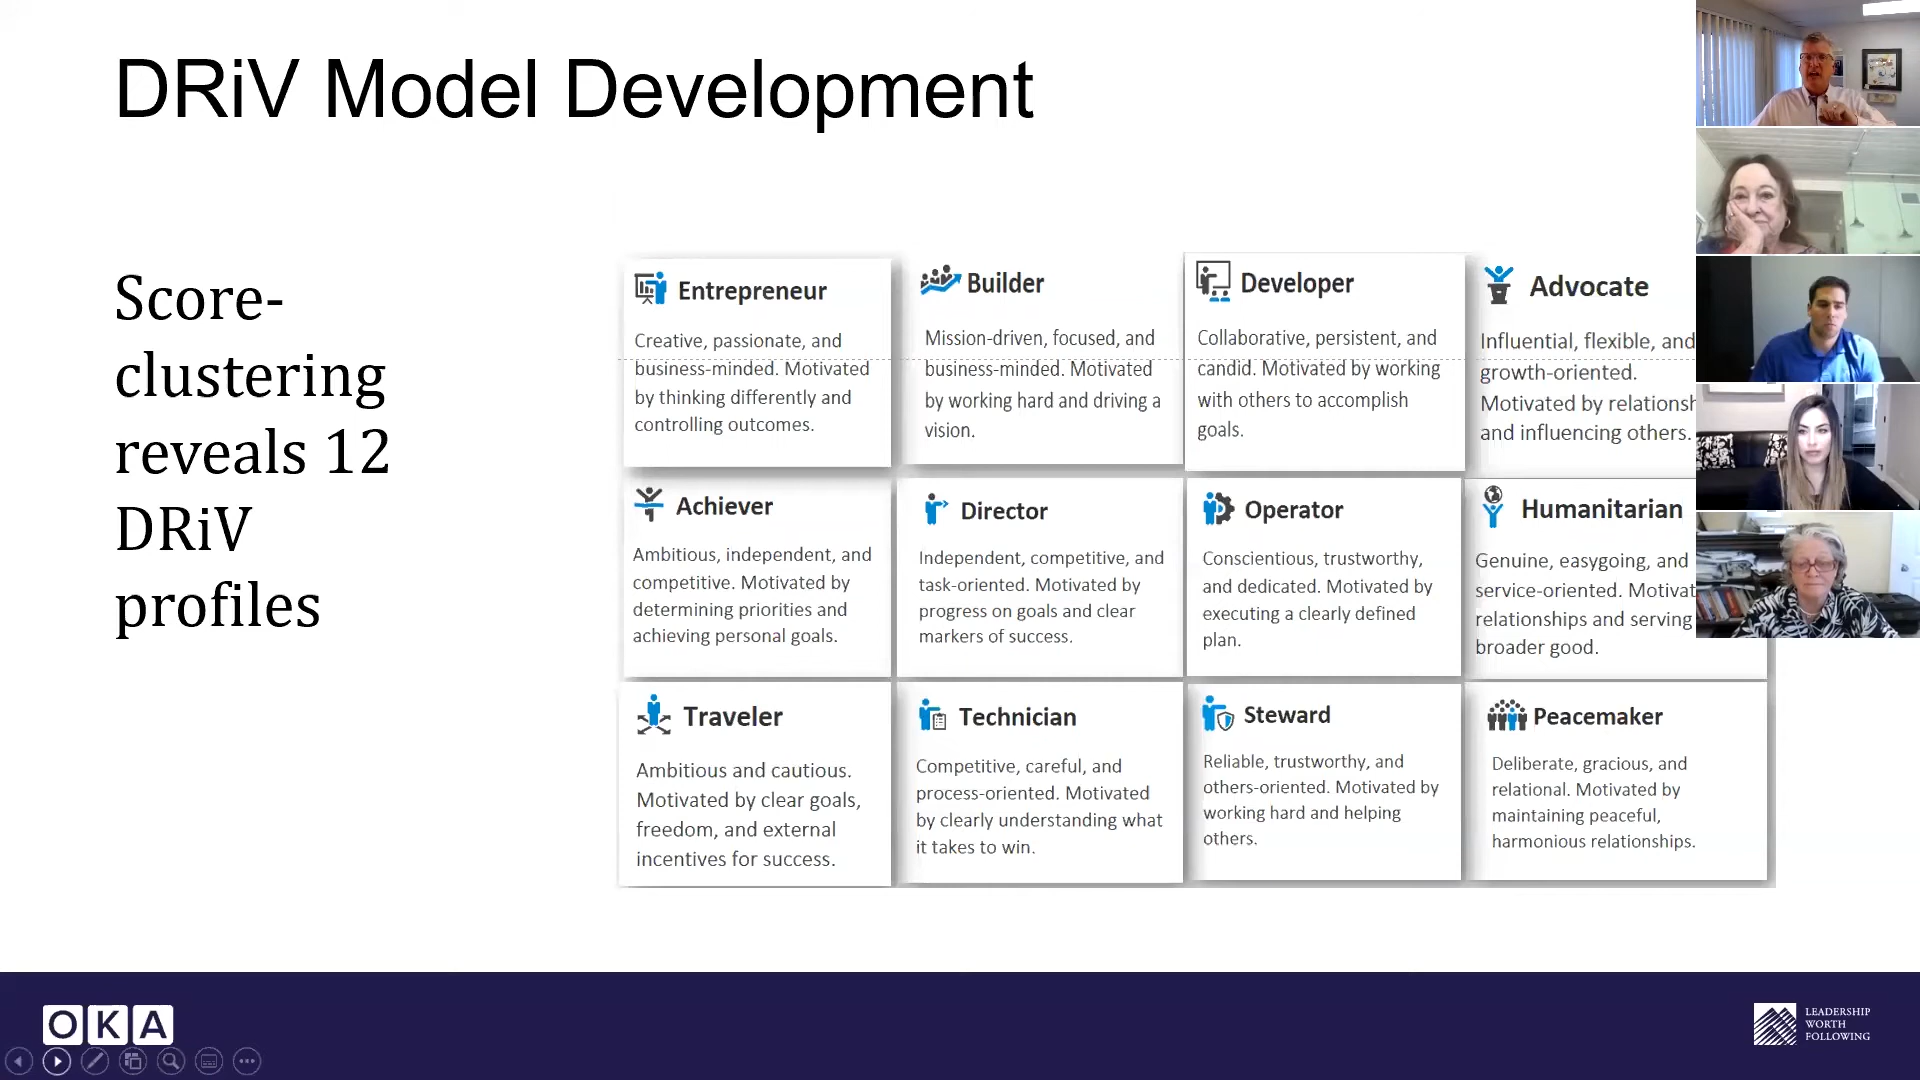 DRiV Model Development
Score-
clustering
reveals 12
DRiV
profiles
Entrepreneur
Creative, passionate, and
business-minded. Motivated
by thinking differently and
controlling outcomes.
Builder
Mission-driven, focused, and
business-minded. Motivated
by working hard and driving a
vision.
Developer
Collaborative, persistent, and
candid. Motivated by working
with others to accomplish
goals.
Advocate
Influential, flexible, and
growth-oriented.
Motivated by relationsh
and influencing others.
Achiever
Ambitious, independent, and
competitive. Motivated by
determining priorities and
achieving personal goals.
Director
Independent, competitive, and
task-oriented. Motivated by
progress on goals and clear
markers of success.
Operator
Conscientious, trustworthy,
and dedicated. Motivated by
executing a clearly defined
plan.
Humanitarian
Genuine, easygoing, and
service-oriented. Motivat
relationships and serving
broader good.
Traveler
Ambitious and cautious.
Motivated by clear goals,
freedom, and external
incentives for success.
Technician
Competitive, careful, and
process-oriented. Motivated
by clearly understanding what
it takes to win.
Steward
Reliable, trustworthy, and
others-oriented. Motivated by
working hard and helping
others.
Peacemaker
Deliberate, gracious, and
relational. Motivated by
maintaining peaceful,
harmonious relationships.
OKA
LEADERSHIP
WORTH
FOLLOWING